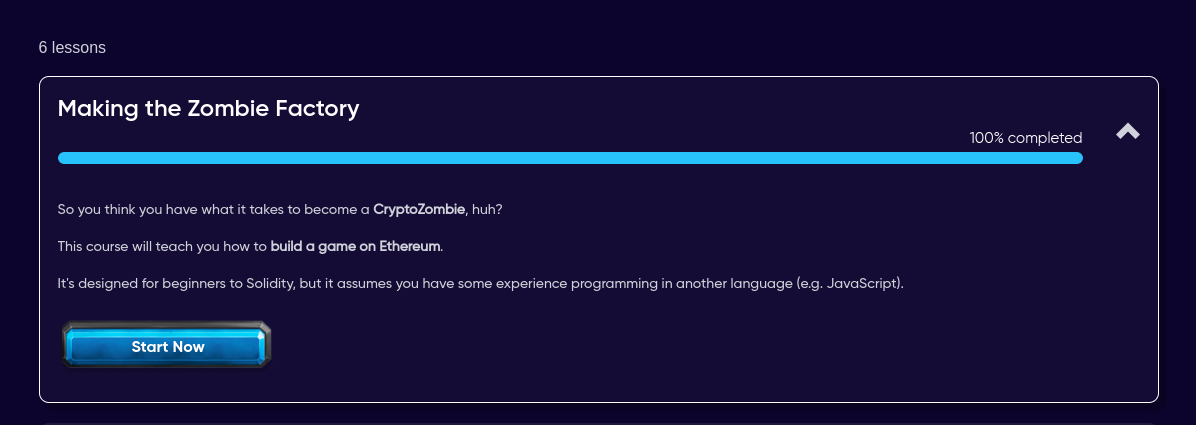 6 lessons
Making the Zombie Factory
100% completed
So you think you have what it takes to become a CryptoZombie, huh?
This course will teach you how to build a game on Ethereum.
It's designed for beginners to Solidity, but it assumes you have some experience programming in another language (e.g. JavaScript).
Start Now